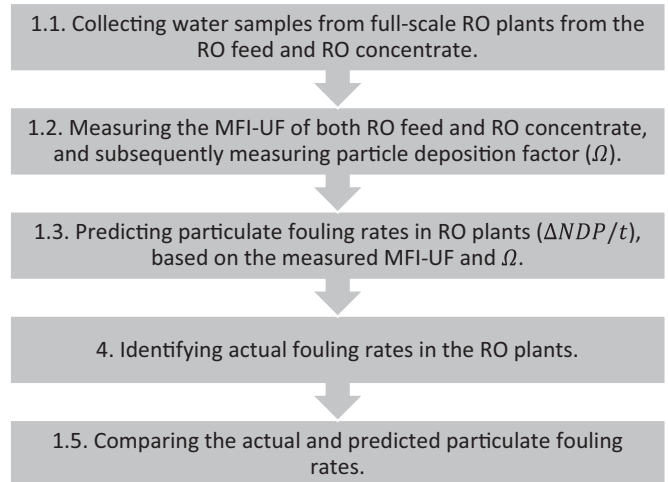 1.1. Collecting water samples from full-scale RO plants from the
RO feed and RO concentrate.
1.2. Measuring the MFI-UF of both RO feed and RO concentrate,
and subsequently measuring particle deposition factor (Ω).
1.3. Predicting particulate fouling rates in RO plants (ΔNDP/t),
based on the measured MFI-UF and Ω.
4. Identifying actual fouling rates in the RO plants.
1.5. Comparing the actual and predicted particulate fouling
rates.